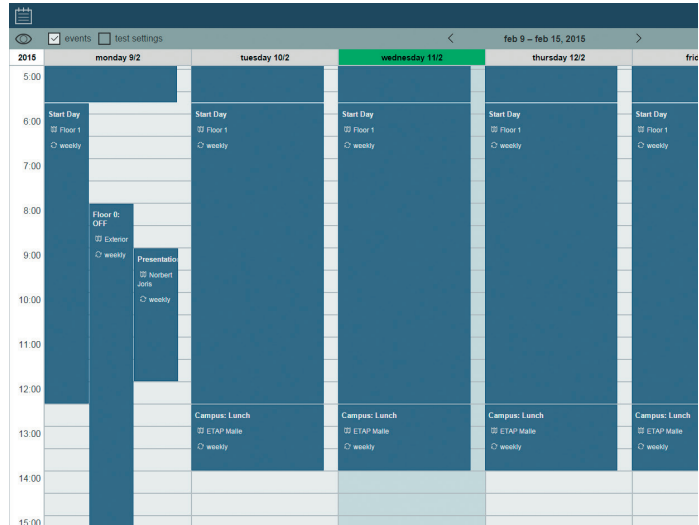 events test settings
feb 9 – feb 15, 2015
2015 monday 9/2 tuesday 10/2 wednesday 11/2 thursday 12/2 frid
5:00
6:00
7:00
8:00
9:00
10:00
11:00
12:00
13:00
14:00
15:00
Start Day
Floor 1
weekly
Floor 0:
OFF
Exterior
weekly
Presentation
Norbert
Joris
weekly
Start Day
Floor 1
weekly
Campus: Lunch
ETAP Malle
weekly
Start Day
Floor 1
weekly
Campus: Lunch
ETAP Malle
weekly
Start Day
Floor 1
weekly
Campus: Lunch
ETAP Malle
weekly
Start Day
Floor 1
weekly
Campus: Lunch
ETAP Malle
weekly